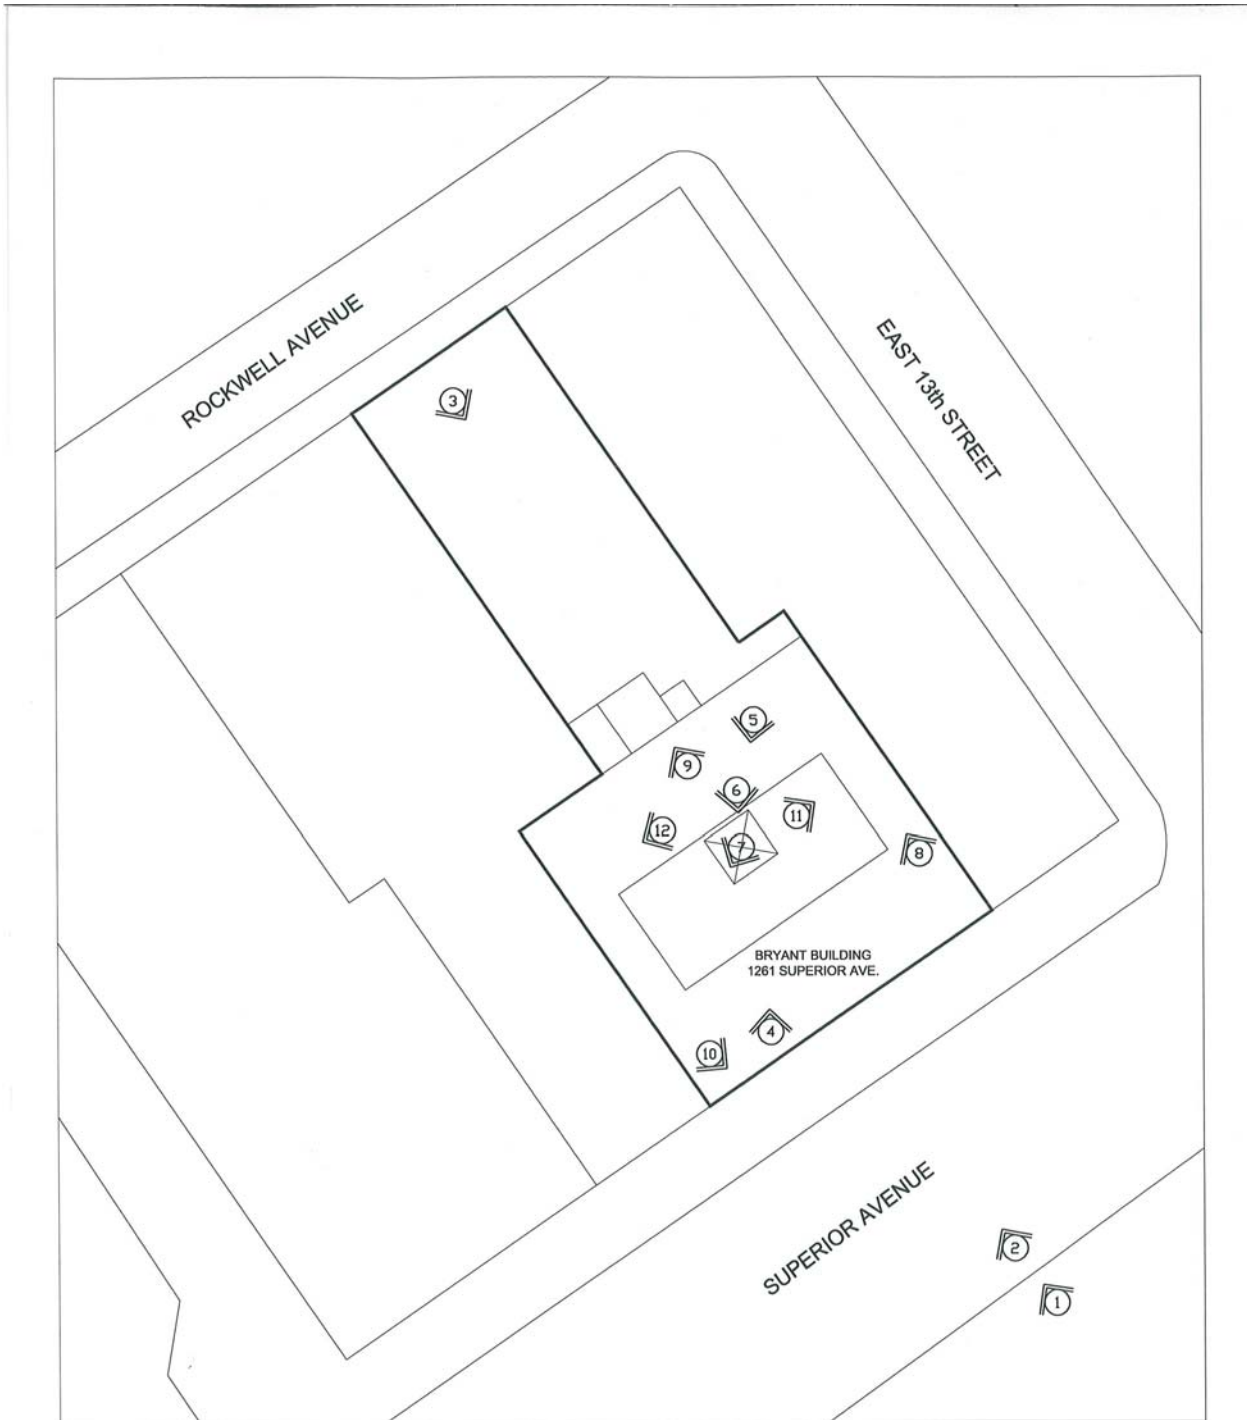 ROCKWELL AVENUE
EAST 13th STREET
3
5
9
6
11
12
7
8
BRYANT BUILDING
1261 SUPERIOR AVE.
4
10
SUPERIOR AVENUE
2
1